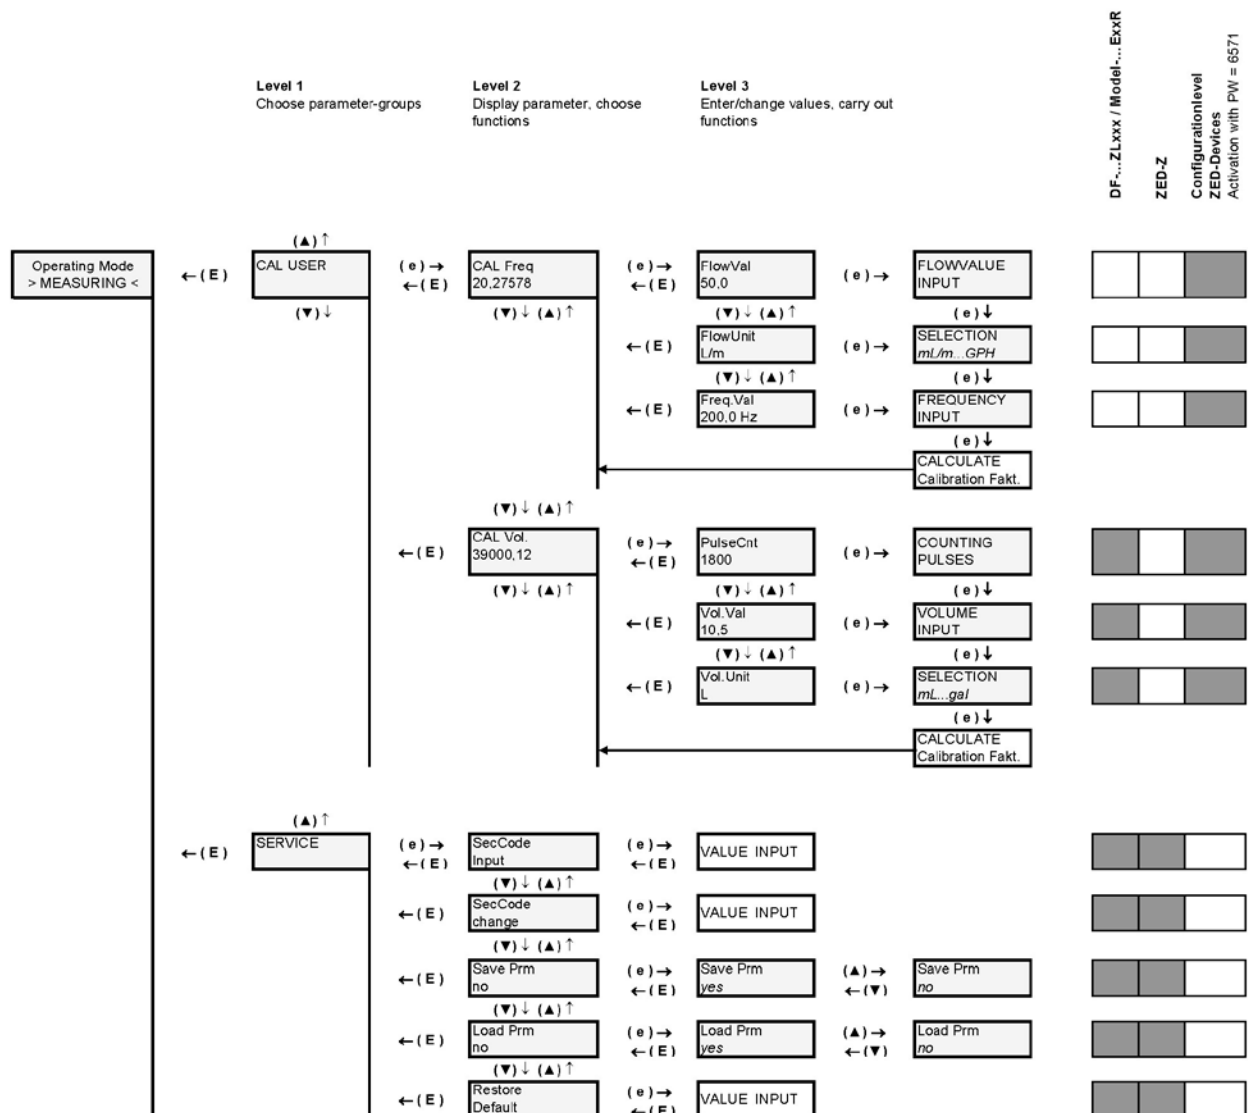 DF-...ZLxxx / Model-... ExxR
ZED-Z
Configurationlevel
ZED-Devices
Activation with PW = 6571
Level 1
Choose parameter-groups
Level 2
Display parameter, choose
functions
Level 3
Enter/change values, carry out
functions
(▲)↑
Operating Mode
> MEASURING <
←(E)
CAL USER
(e)→
←(E)
CAL Freq
20,27578
(e)→
←(E)
FlowVal
50,0
(e)→
FLOWVALUE
INPUT
(▼)↓
(▼)↓ (▲)↑
(▼)↓ (▲)↑
(e)↓
←(E)
FlowUnit
L/m
(e)→
SELECTION
mL/m...GPH
(▼)↓ (▲)↑
(e)↓
←(E)
Freq.Val
200,0 Hz
(e)→
FREQUENCY
INPUT
(e)↓
CALCULATE
Calibration Fakt.
(▼)↓ (▲)↑
←(E)
CAL Vol.
39000,12
(e)→
←(E)
PulseCnt
1800
(e)→
COUNTING
PULSES
(▼)↓ (▲)↑
(▼)↓ (▲)↑
(e)↓
←(E)
Vol.Val
10,5
(e)→
VOLUME
INPUT
(▼)↓ (▲)↑
(e)↓
←(E)
Vol.Unit
L
(e)→
SELECTION
mL...gal
(e)↓
CALCULATE
Calibration Fakt.
(▲)↑
←(E)
SERVICE
(e)→
←(E)
SecCode
Input
(e)→
←(E)
VALUE INPUT
(▼)↓ (▲)↑
←(E)
SecCode
change
(e)→
←(E)
VALUE INPUT
(▼)↓ (▲)↑
←(E)
Save Prm
no
(e)→
←(E)
Save Prm
yes
(▲)→
←(▼)
Save Prm
no
(▼)↓ (▲)↑
←(E)
Load Prm
no
(e)→
←(E)
Load Prm
yes
(▲)→
←(▼)
Load Prm
no
(▼)↓ (▲)↑
←(E)
Restore
Default
(e)→
←(E)
VALUE INPUT